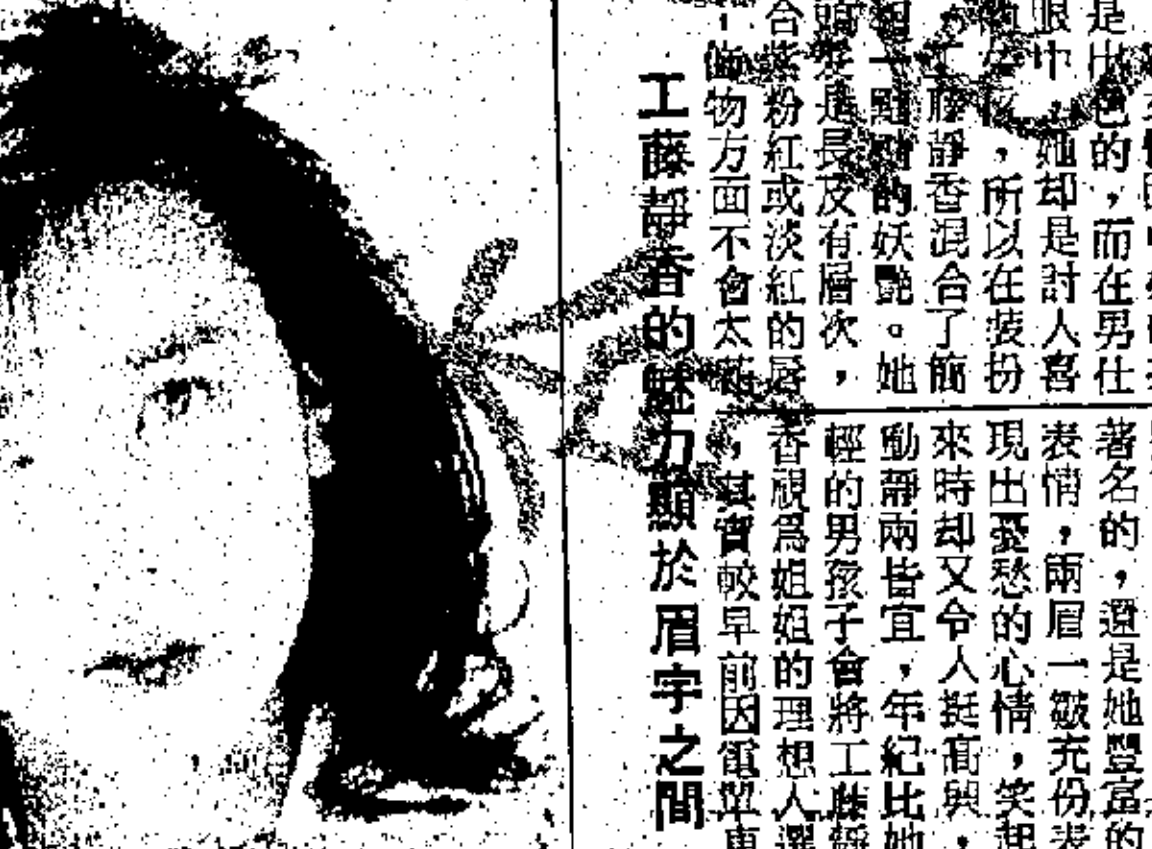 是出色的，而在男仕
眼中，她却是討人喜
，所以在裝扮
工藤靜香混合了簡
一點點的妖艷。她
頭髮是長及有層次，
合紫粉紅或淡紅的唇
，飾物方面不會太
著名的，還是她豐富的
表情，兩眉一皺充份表
現出憂愁的心情，笑起
來時却又令人挺高興，
動靜兩皆宜，年紀比她
輕的男孩子會將工藤靜
香視爲姐姐的理想人選
，其實較早前因電單車
工藤靜香的魅力顯於眉宇之間